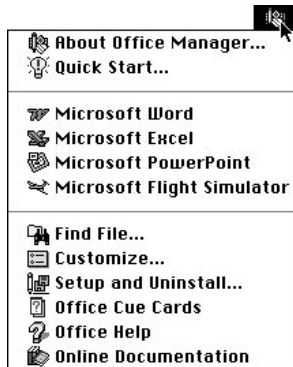 About Office Manager...
Quick Start...
Microsoft Word
Microsoft Excel
Microsoft PowerPoint
Microsoft Flight Simulator
Find File...
Customize...
Setup and Uninstall...
Office Cue Cards
Office Help
Online Documentation